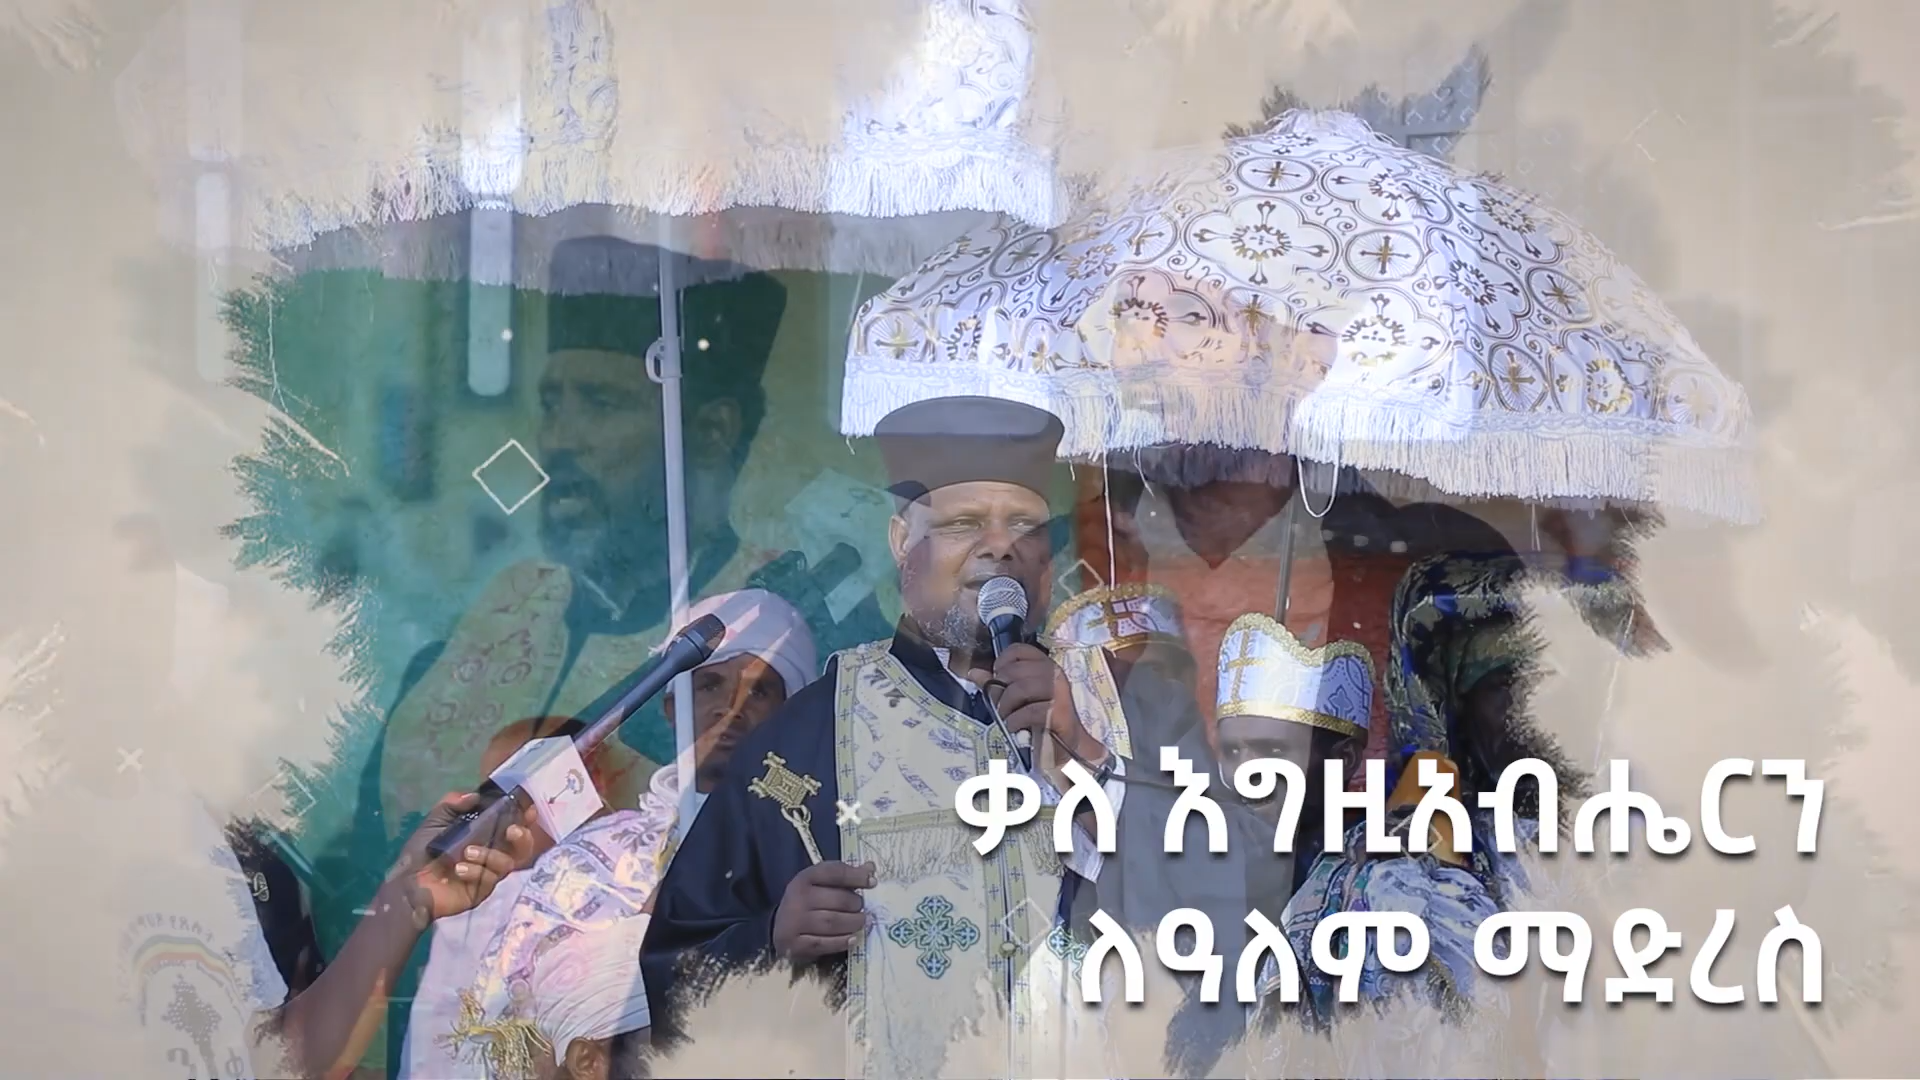 ቃለ እግዚአብሔርን
ለዓለም ማድረስ